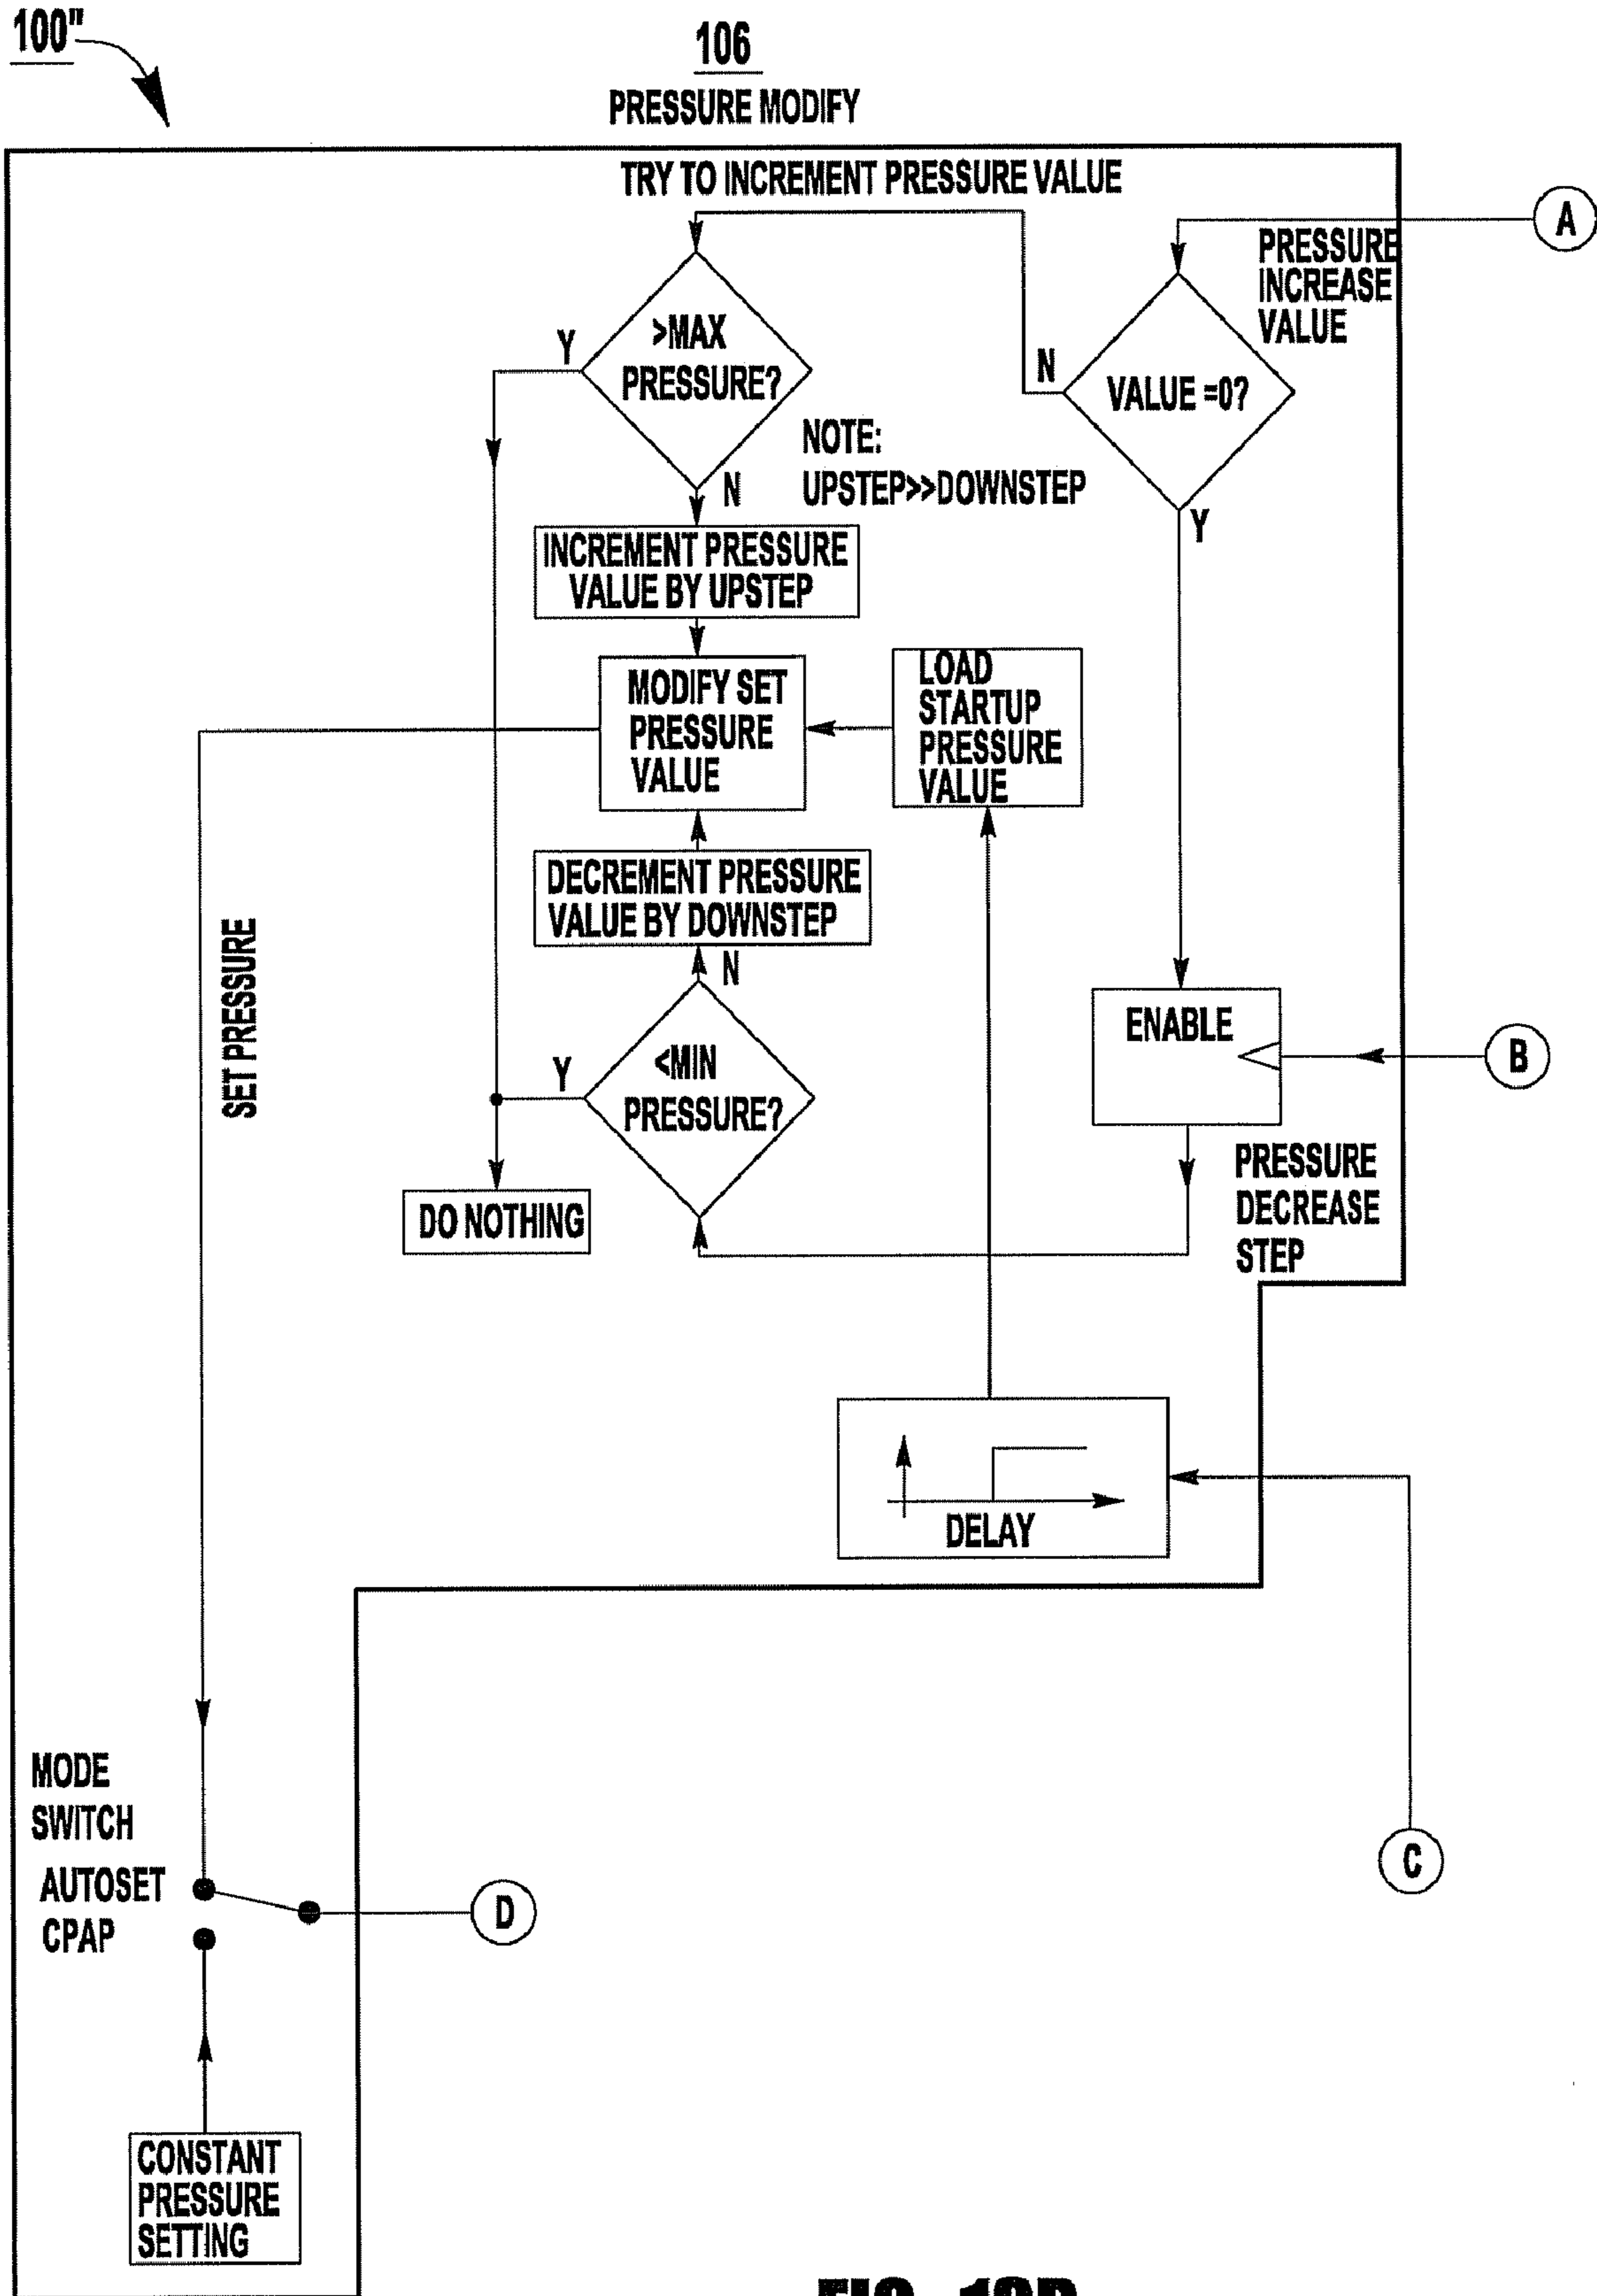 100"
106
PRESSURE MODIFY
TRY TO INCREMENT PRESSURE VALUE
A
PRESSURE
INCREASE
VALUE
>MAX
PRESSURE?
Y
N
VALUE =0?
N
Y
NOTE:
UPSTEP>>DOWNSTEP
INCREMENT PRESSURE
VALUE BY UPSTEP
MODIFY SET
PRESSURE
VALUE
LOAD
STARTUP
PRESSURE
VALUE
DECREMENT PRESSURE
VALUE BY DOWNSTEP
N
SET PRESSURE
<MIN
PRESSURE?
Y
ENABLE
B
PRESSURE
DECREASE
STEP
DO NOTHING
DELAY
C
MODE
SWITCH
AUTOSET
CPAP
D
CONSTANT
PRESSURE
SETTING